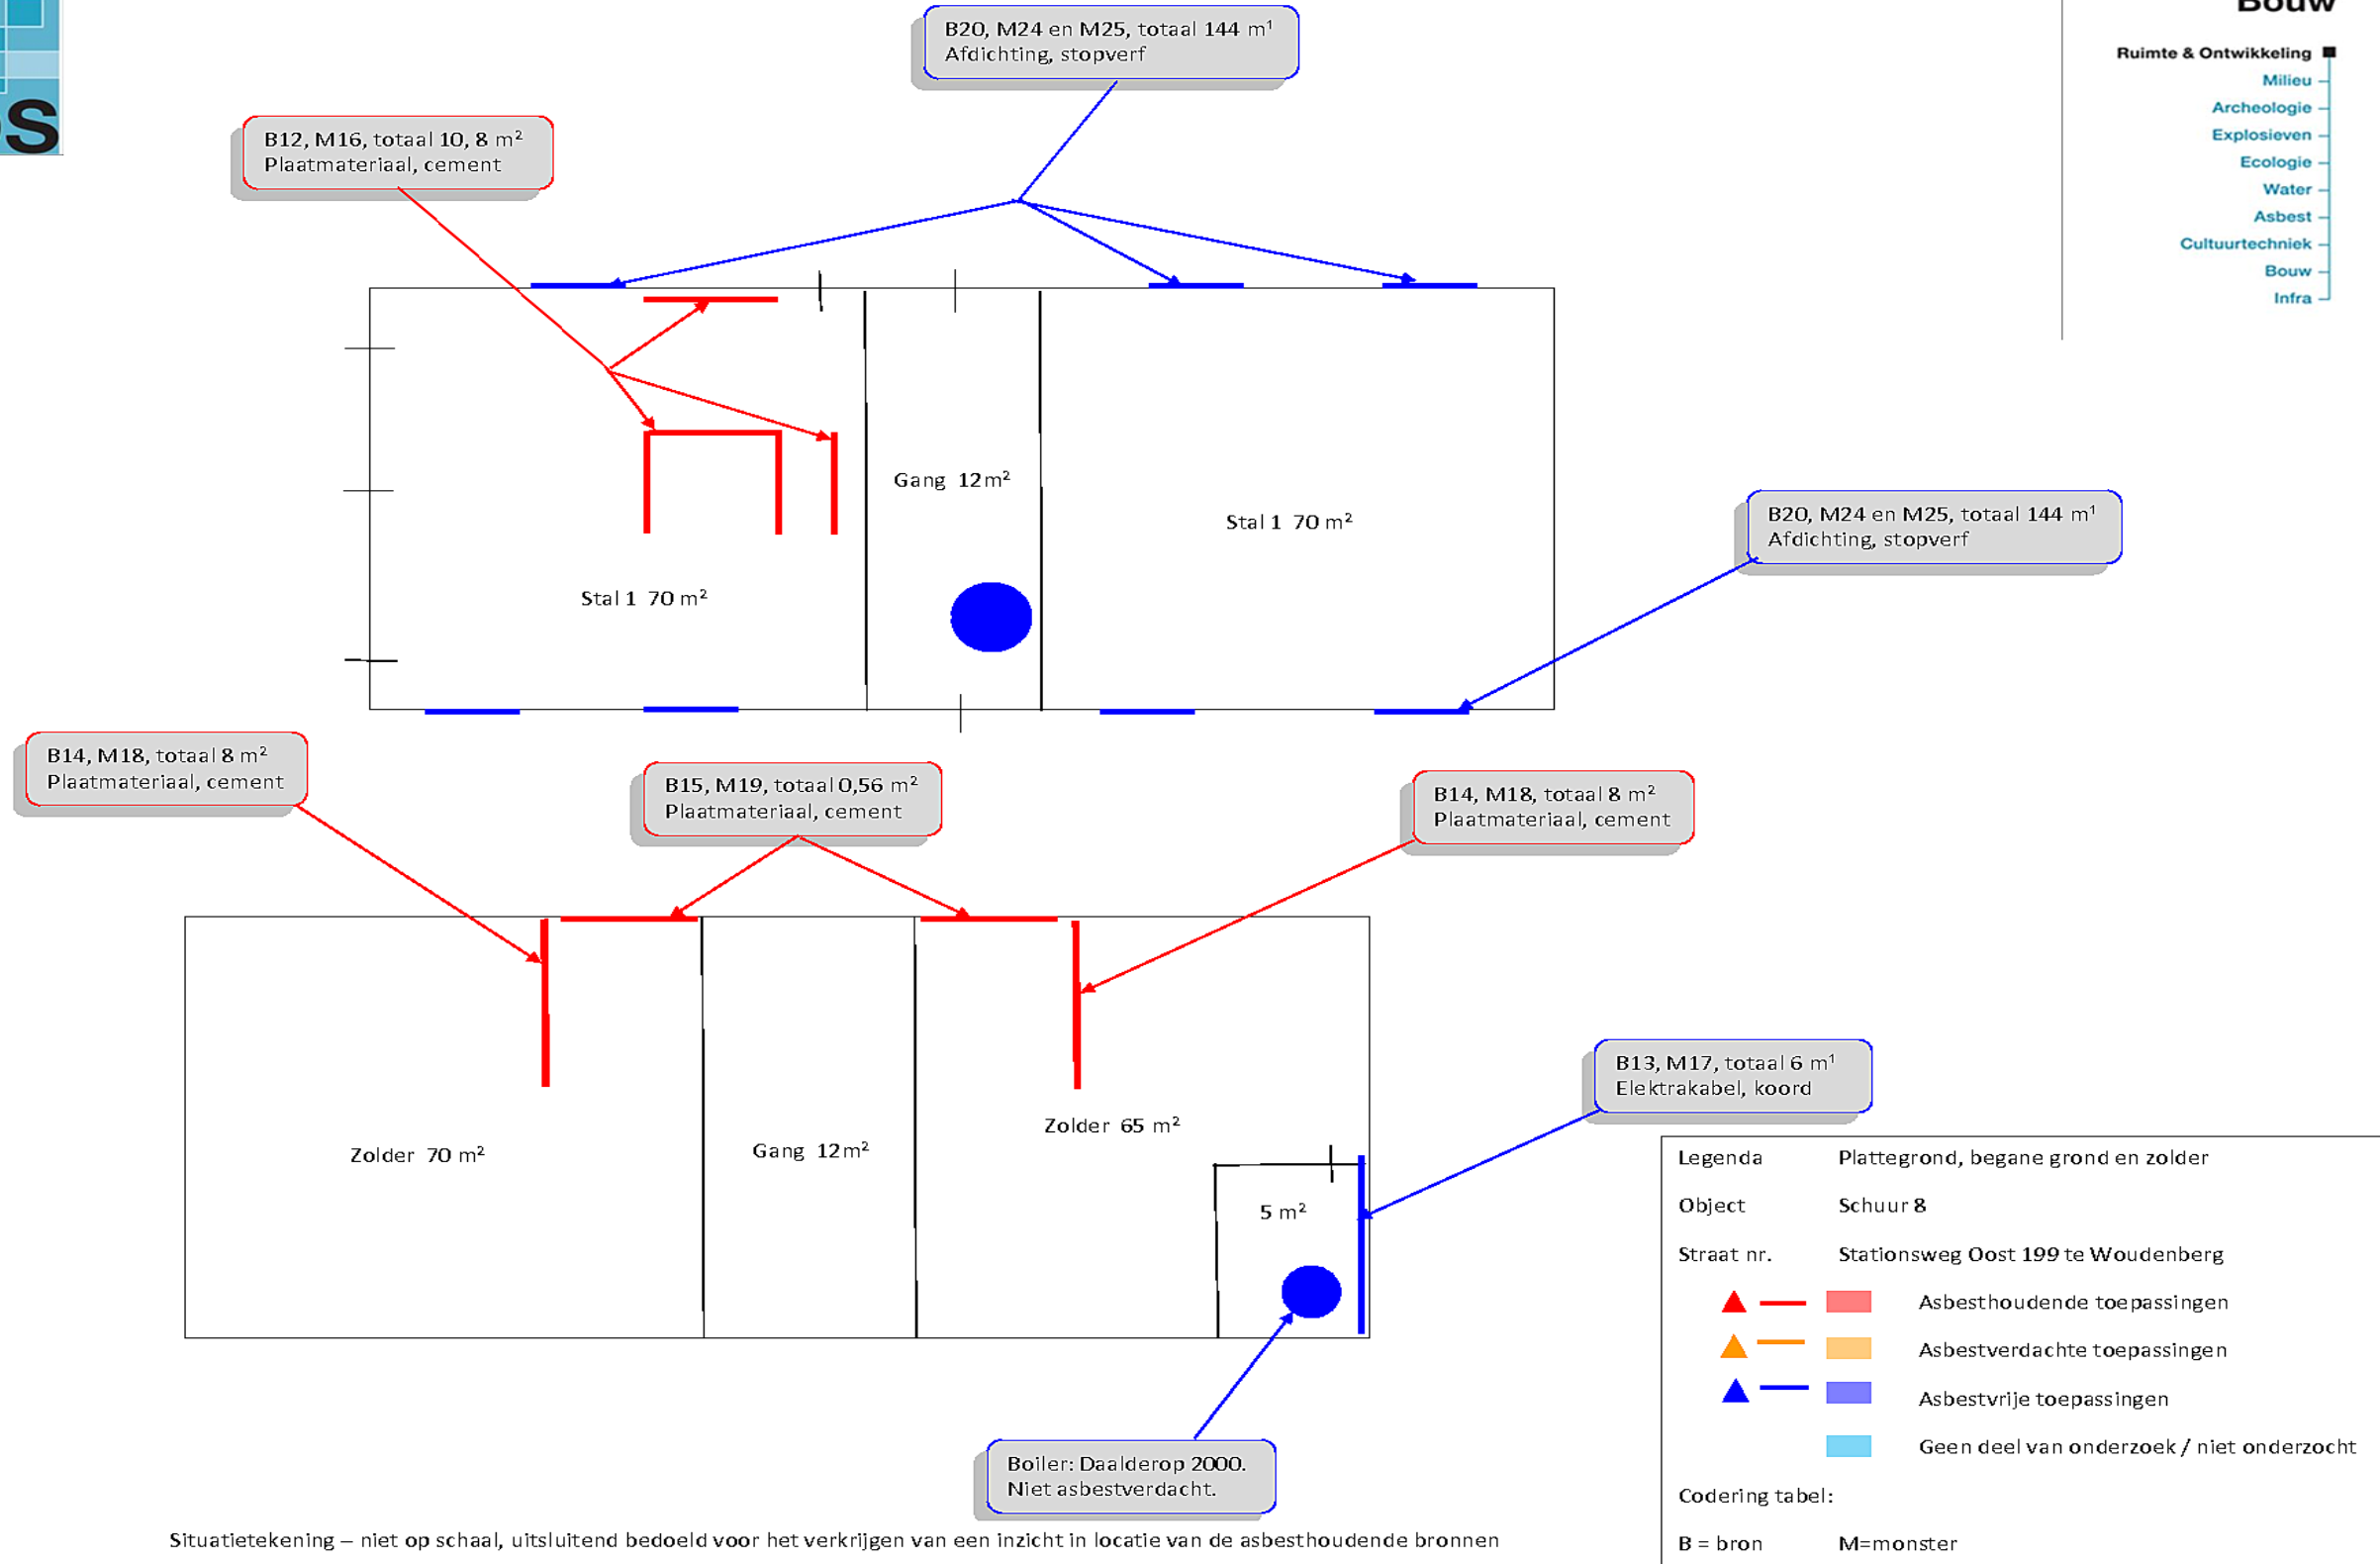 os
Bouw
Ruimte & Ontwikkeling
Milieu
Archeologie
Explosieven
Ecologie
Water
Asbest
Cultuurtechniek
Bouw
Infra
B20, M24 en M25, totaal 144 m¹
Afdichting, stopverf
B12, M16, totaal 10, 8 m²
Plaatmateriaal, cement
Gang 12m²
Stal 1 70 m²
Stal 1 70 m²
B20, M24 en M25, totaal 144 m¹
Afdichting, stopverf
B14, M18, totaal 8 m²
Plaatmateriaal, cement
B15, M19, totaal 0,56 m²
Plaatmateriaal, cement
B14, M18, totaal 8 m²
Plaatmateriaal, cement
B13, M17, totaal 6 m¹
Elektrakabel, koord
Zolder 70 m²
Gang 12m²
Zolder 65 m²
5 m²
Boiler: Daalderop 2000.
Niet asbestverdacht.
Legenda Plattegrond, begane grond en zolder
Object Schuur 8
Straat nr. Stationsweg Oost 199 te Woudenberg
Asbesthoudende toepassingen
Asbestverdachte toepassingen
Asbestvrije toepassingen
Geen deel van onderzoek / niet onderzocht
Codering tabel:
B = bron M=monster
Situatietekening – niet op schaal, uitsluitend bedoeld voor het verkrijgen van een inzicht in locatie van de asbesthoudende bronnen